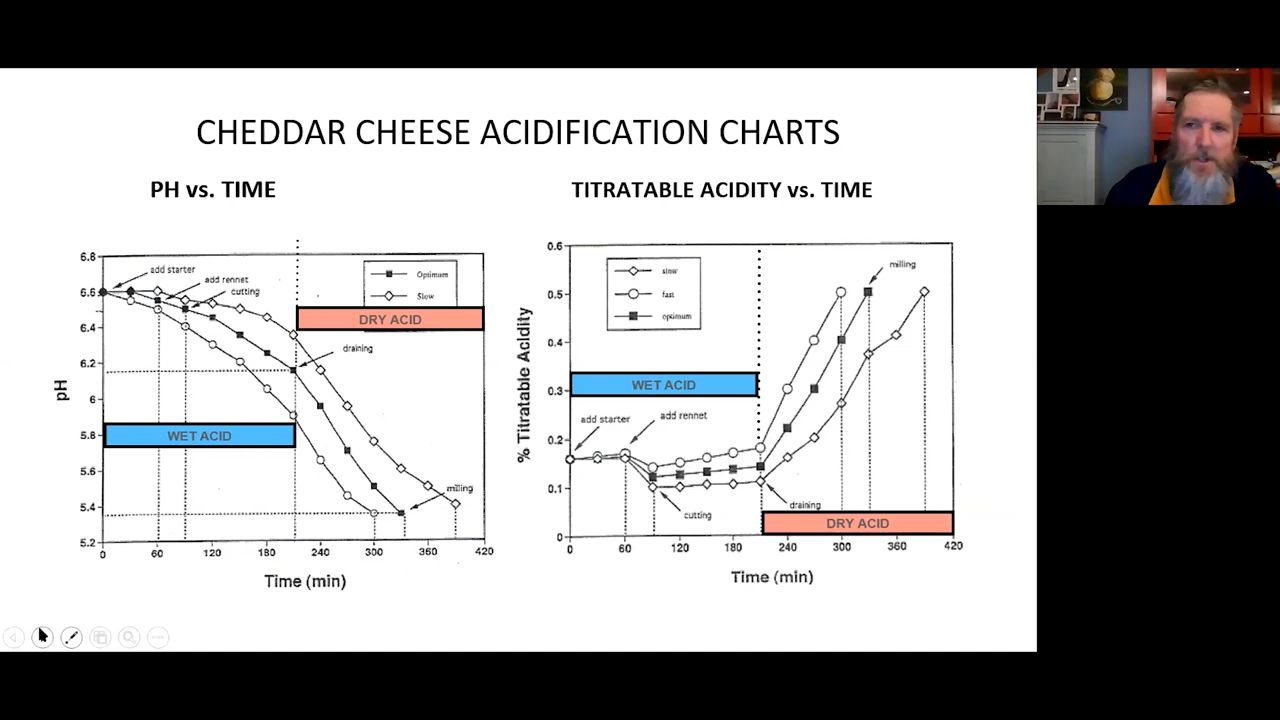 CHEDDAR CHEESE ACIDIFICATION CHARTS
PH vs. TIME
pH
6.8
6.6
6.4
6.2
6
5.8
5.6
5.4
5.2
0
60
120
180
240
300
360
420
Time (min)
add starter
add rennet
cutting
Optimum
Slow
DRY ACID
draining
WET ACID
milling
TITRATABLE ACIDITY vs. TIME
% Titratable Acidity
0.6
0.5
0.4
0.3
0.2
0.1
0
0
60
120
180
240
300
360
420
Time (min)
slow
fast
optimum
milling
WET ACID
add starter
add rennet
cutting
draining
DRY ACID